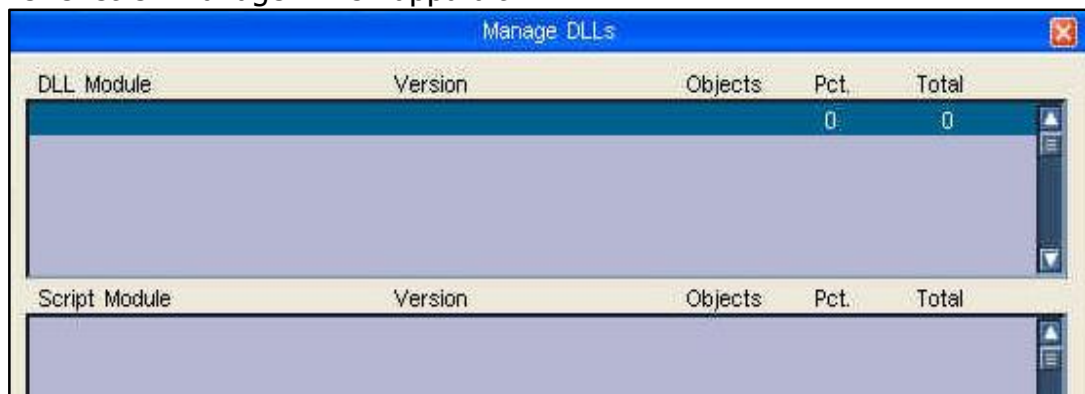 Manage DLLs
DLL Module Version Objects Pct. Total
0 0
Script Module Version Objects Pct. Total